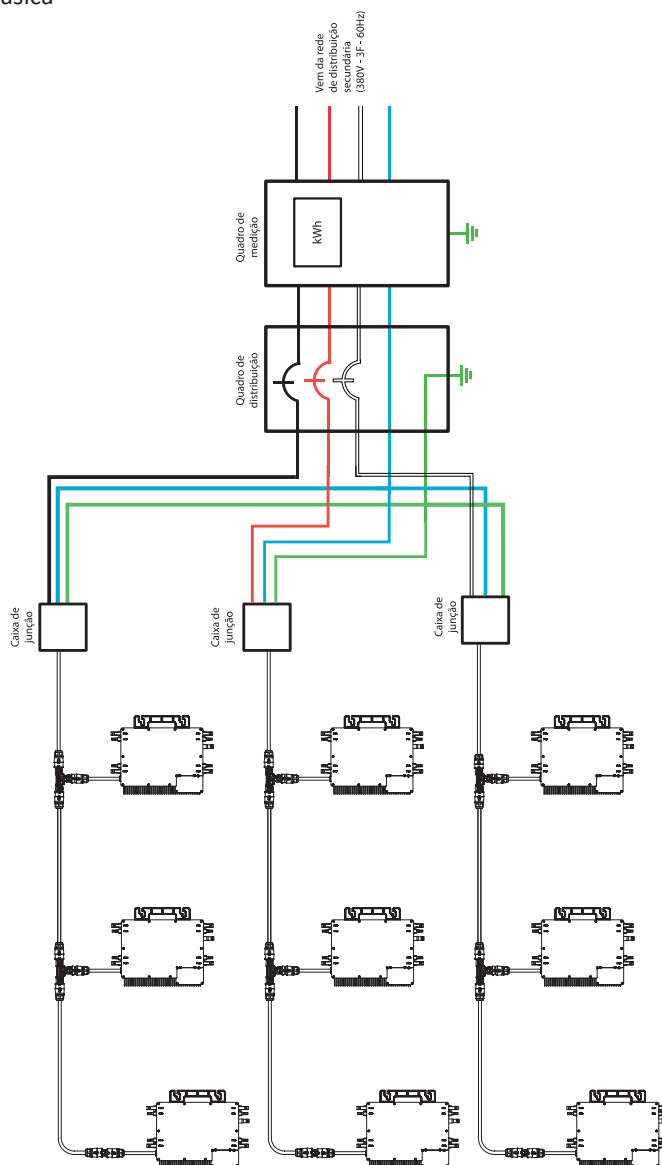 Vem da rede
de distribuição
secundária
(380V - 3F - 60Hz)
Quadro de
medição
kWh
Quadro de
distribuição
Caixa de
junção
Caixa de
junção
Caixa de
junção